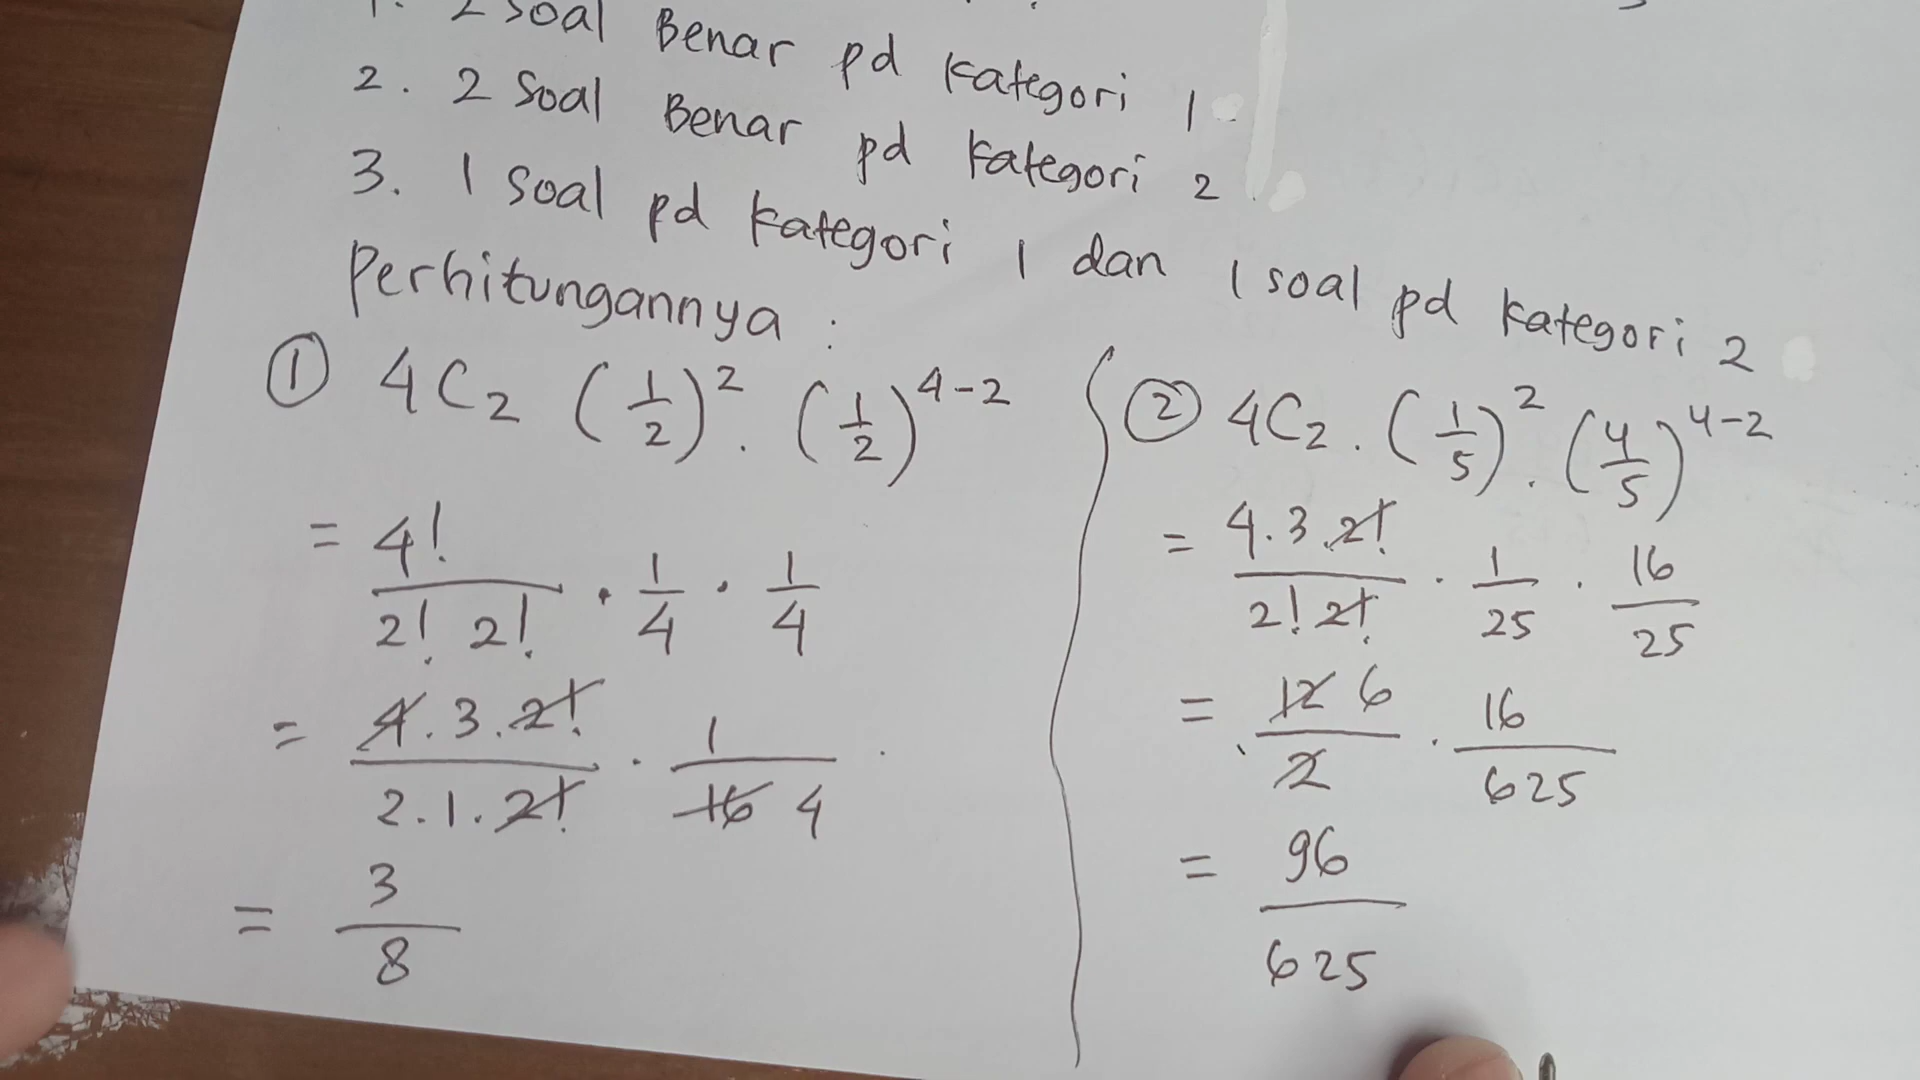 1. 2 Soal Benar pd kategori 1
2. 2 Soal Benar pd kategori 2
3. 1 Soal pd kategori 1 dan 1 soal pd kategori 2
Perhitungannya :
① 4C₂ (1/2)² . (1/2)⁴⁻²
= 4!/(2! 2!) . 1/4 . 1/4
= (4.3.2!)/(2.1.2!) . 1/16 4
= 3/8
② 4C₂ . (1/5)² . (4/5)⁴⁻²
= (4.3.2!)/(2! 2!) . 1/25 . 16/25
= 12 6/2 . 16/625
= 96/625